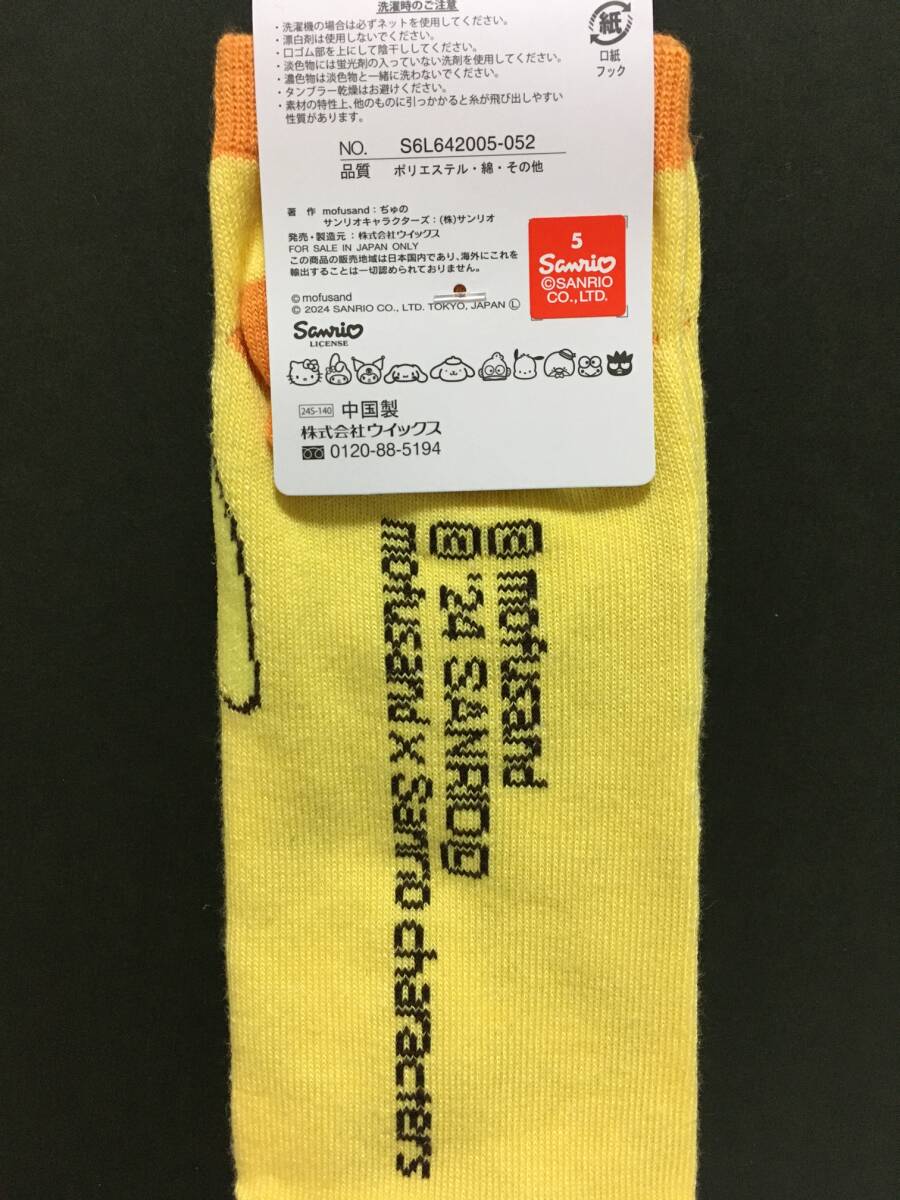 洗濯時のご注意
・洗濯機の場合は必ずネットを使用してください。
・漂白剤は使用しないでください。
・口ゴム部を上にして陰干ししてください。
・淡色物には蛍光剤の入っていない洗剤を使用してください。
・濃色物は淡色物と一緒に洗わないでください。
・タンブラー乾燥はお避けください。
・素材の特性上、他のものに引っかかると糸が飛び出しやすい
性質があります。
紙
口紙
フック
NO. S6L642005-052
品質 ポリエステル・綿・その他
著 作 mofusand：ぢゅの
サンリオキャラクターズ：(株)サンリオ
発売・製造元：株式会社ウイックス
FOR SALE IN JAPAN ONLY
この商品の販売地域は日本国内であり、海外にこれを
輸出することは一切認められておりません。
5
Sanrio
©SANRIO
CO., LTD.
© mofusand
© 2024 SANRIO CO., LTD. TOKYO, JAPAN Ⓛ
Sanrio
LICENSE
24S-140 中国製
株式会社ウイックス
0120-88-5194
© mofusand
© '24 SANRIO Ⓛ
mofusand × Sanrio characters